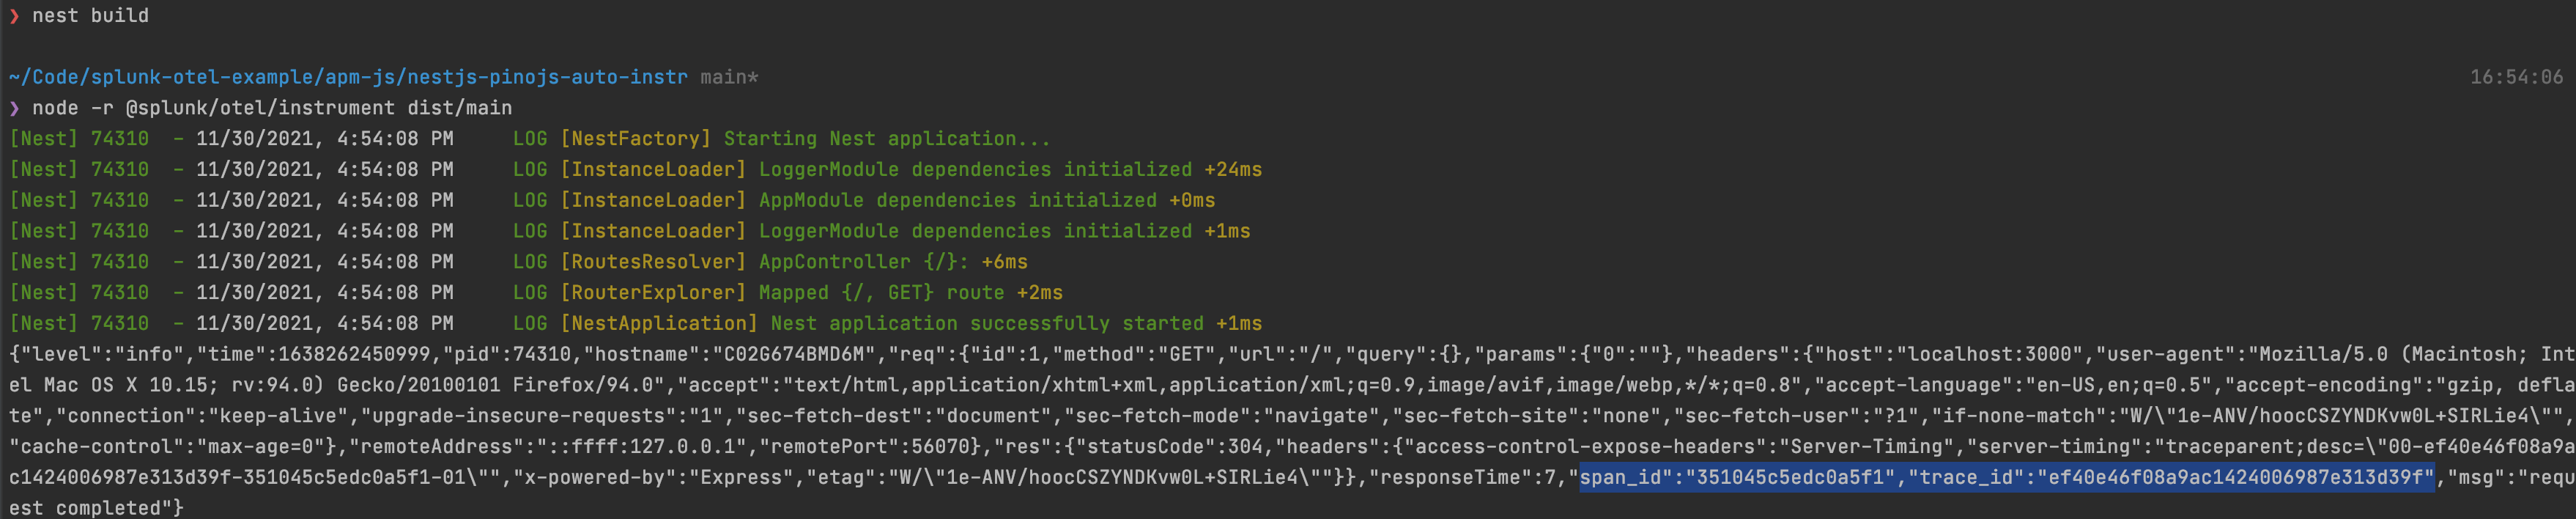 ❯ nest build
~/Code/splunk-otel-example/apm-js/nestjs-pinojs-auto-instr main* 16:54:06
❯ node -r @splunk/otel/instrument dist/main
[Nest] 74310  - 11/30/2021, 4:54:08 PM     LOG [NestFactory] Starting Nest application...
[Nest] 74310  - 11/30/2021, 4:54:08 PM     LOG [InstanceLoader] LoggerModule dependencies initialized +24ms
[Nest] 74310  - 11/30/2021, 4:54:08 PM     LOG [InstanceLoader] AppModule dependencies initialized +0ms
[Nest] 74310  - 11/30/2021, 4:54:08 PM     LOG [InstanceLoader] LoggerModule dependencies initialized +1ms
[Nest] 74310  - 11/30/2021, 4:54:08 PM     LOG [RoutesResolver] AppController {/}: +6ms
[Nest] 74310  - 11/30/2021, 4:54:08 PM     LOG [RouterExplorer] Mapped {/, GET} route +2ms
[Nest] 74310  - 11/30/2021, 4:54:08 PM     LOG [NestApplication] Nest application successfully started +1ms
{"level":"info","time":1638262450999,"pid":74310,"hostname":"C02G674BMD6M","req":{"id":1,"method":"GET","url":"/","query":{},"params":{"0":""},"headers":{"host":"localhost:3000","user-agent":"Mozilla/5.0 (Macintosh; Int
el Mac OS X 10.15; rv:94.0) Gecko/20100101 Firefox/94.0","accept":"text/html,application/xhtml+xml,application/xml;q=0.9,image/avif,image/webp,*/*;q=0.8","accept-language":"en-US,en;q=0.5","accept-encoding":"gzip, defla
te","connection":"keep-alive","upgrade-insecure-requests":"1","sec-fetch-dest":"document","sec-fetch-mode":"navigate","sec-fetch-site":"none","sec-fetch-user":"?1","if-none-match":"W/\"1e-ANV/hoocCSZYNDKvw0L+SIRLie4\"",
"cache-control":"max-age=0"},"remoteAddress":"::ffff:127.0.0.1","remotePort":56070},"res":{"statusCode":304,"headers":{"access-control-expose-headers":"Server-Timing","server-timing":"traceparent;desc=\"00-ef40e46f08a9a
c1424006987e313d39f-351045c5edc0a5f1-01\"","x-powered-by":"Express","etag":"W/\"1e-ANV/hoocCSZYNDKvw0L+SIRLie4\""}},"responseTime":7,"span_id":"351045c5edc0a5f1","trace_id":"ef40e46f08a9ac1424006987e313d39f","msg":"requ
est completed"}